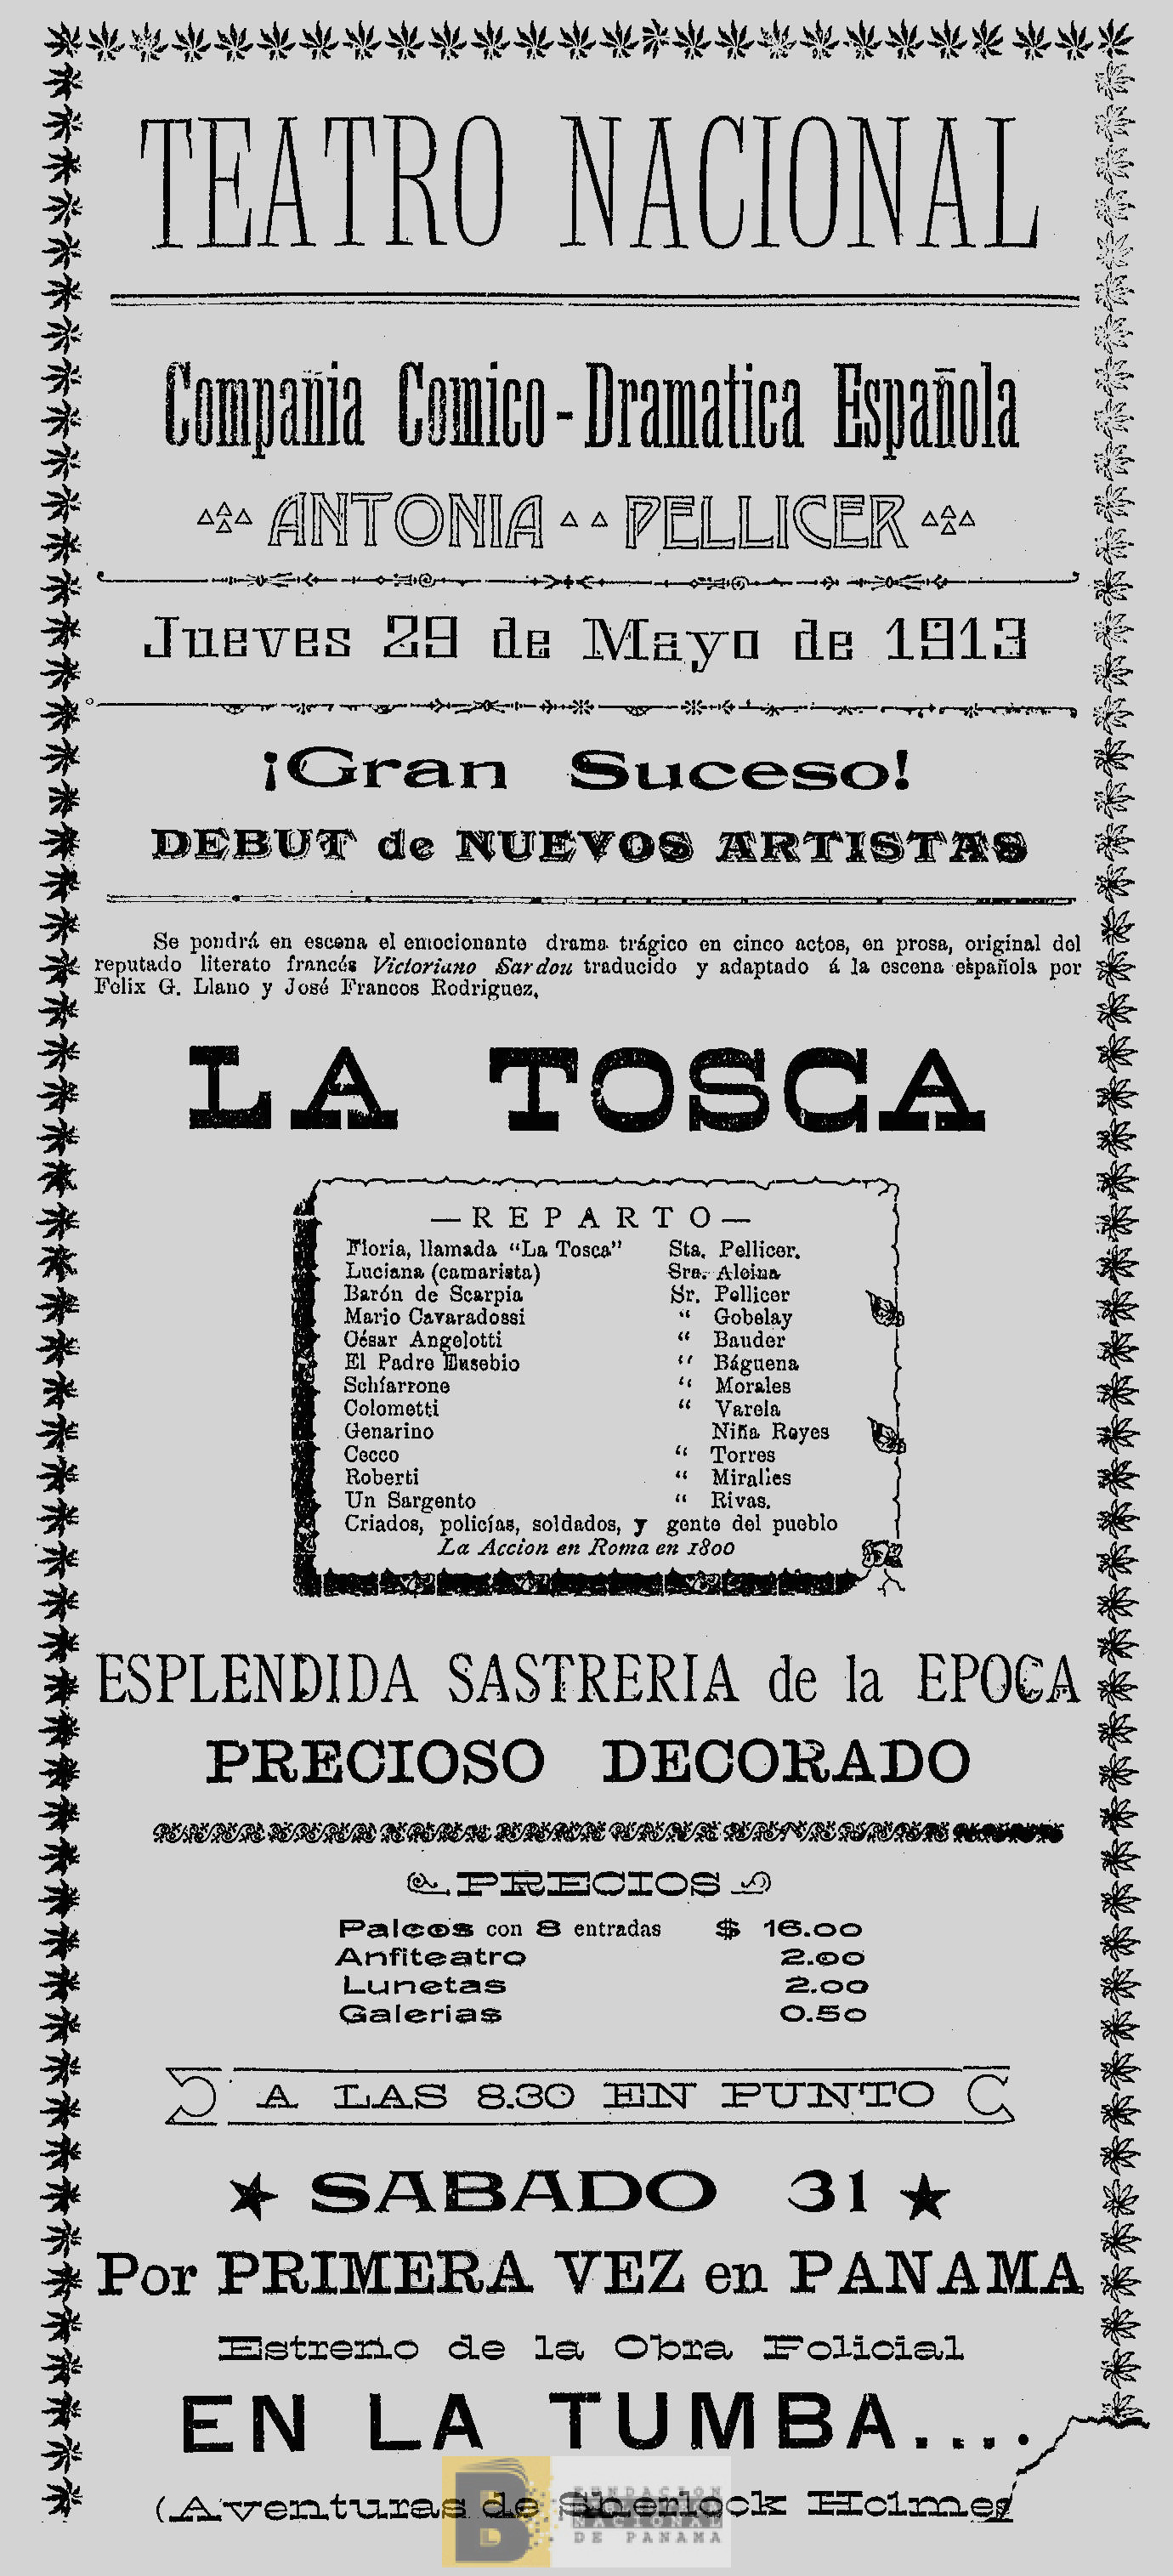 TEATRO NACIONAL
Compañia Comico-Dramatica Española
ANTONIA PELLICER
Jueves 29 de Mayo de 1913
¡Gran Suceso!
DEBUT de NUEVOS ARTISTAS
Se pondrá en escena el emocionante drama trágico en cinco actos, en prosa, original del
reputado literato francés Victoriano Sardou traducido y adaptado á la escena española por
Felix G. Llano y José Francos Rodriguez.
LA TOSCA
—REPARTO—
Floria, llamada “La Tosca” Sta. Pellicer.
Luciana (camarista) Sra. Alcina
Barón de Scarpia Sr. Pellicer
Mario Cavaradossi “ Gobelay
César Angelotti “ Bauder
El Padre Eusebio “ Báguena
Schiarrone “ Morales
Colometti “ Varela
Genarino Niña Reyes
Cecco “ Torres
Roberti “ Miralles
Un Sargento “ Rivas.
Criados, policías, soldados, y gente del pueblo
La Accion en Roma en 1800
ESPLENDIDA SASTRERIA de la EPOCA
PRECIOSO DECORADO
PRECIOS
Palcos con 8 entradas $ 16.00
Anfiteatro 2.00
Lunetas 2.00
Galerias 0.50
A LAS 8.30 EN PUNTO
★ SABADO 31 ★
Por PRIMERA VEZ en PANAMA
Estreno de la Obra Policial
EN LA TUMBA....
(Aventuras de Sherlock Holmes
B
FUNDACIÓN
NACIONAL
DE PANAMA